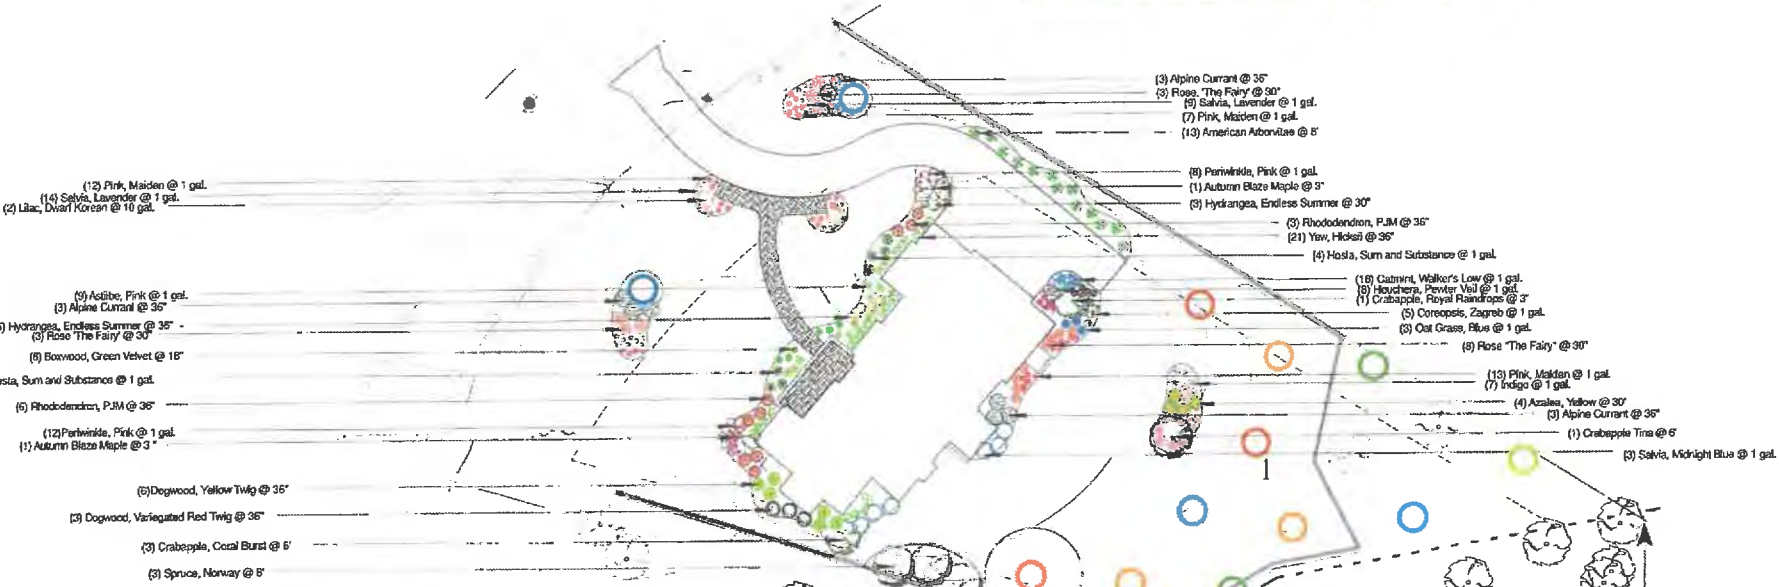 (3) Alpine Currant @ 36"
(3) Rose, 'The Fairy' @ 30"
(9) Salvia, Lavender @ 1 gal.
(7) Pink, Maiden @ 1 gal.
(13) American Arborvitae @ 8'
(8) Periwinkle, Pink @ 1 gal.
(1) Autumn Blaze Maple @ 3"
(3) Hydrangea, Endless Summer @ 30"
(3) Rhododendron, PJM @ 36"
(21) Yew, Hicksii @ 36"
(4) Hosta, Sum and Substance @ 1 gal.
(18) Catmint, Walker's Low @ 1 gal.
(8) Heuchera, Pewter Veil @ 1 gal.
(1) Crabapple, Royal Raindrops @ 3"
(5) Coreopsis, Zagreb @ 1 gal.
(3) Oat Grass, Blue @ 1 gal.
(8) Rose "The Fairy" @ 30"
(13) Pink, Maiden @ 1 gal.
(7) Indigo @ 1 gal.
(4) Azalea, Yellow @ 30'
(3) Alpine Currant @ 36"
(1) Crabapple Tina @ 6'
(3) Salvia, Midnight Blue @ 1 gal.
(12) Pink, Maiden @ 1 gal.
(14) Salvia, Lavender @ 1 gal.
(2) Lilac, Dwarf Korean @ 10 gal.
(9) Astilbe, Pink @ 1 gal.
(3) Alpine Currant @ 36"
) Hydrangea, Endless Summer @ 36"
(3) Rose 'The Fairy' @ 30"
(8) Boxwood, Green Velvet @ 18"
sta, Sum and Substance @ 1 gal.
(6) Rhododendron, PJM @ 36"
(12)Periwinkle, Pink @ 1 gal.
(1) Autumn Blaze Maple @ 3 "
(6)Dogwood, Yellow Twig @ 36"
(3) Dogwood, Variegated Red Twig @ 36"
(3) Crabapple, Coral Burst @ 6'
(3) Spruce, Norway @ 8'
1